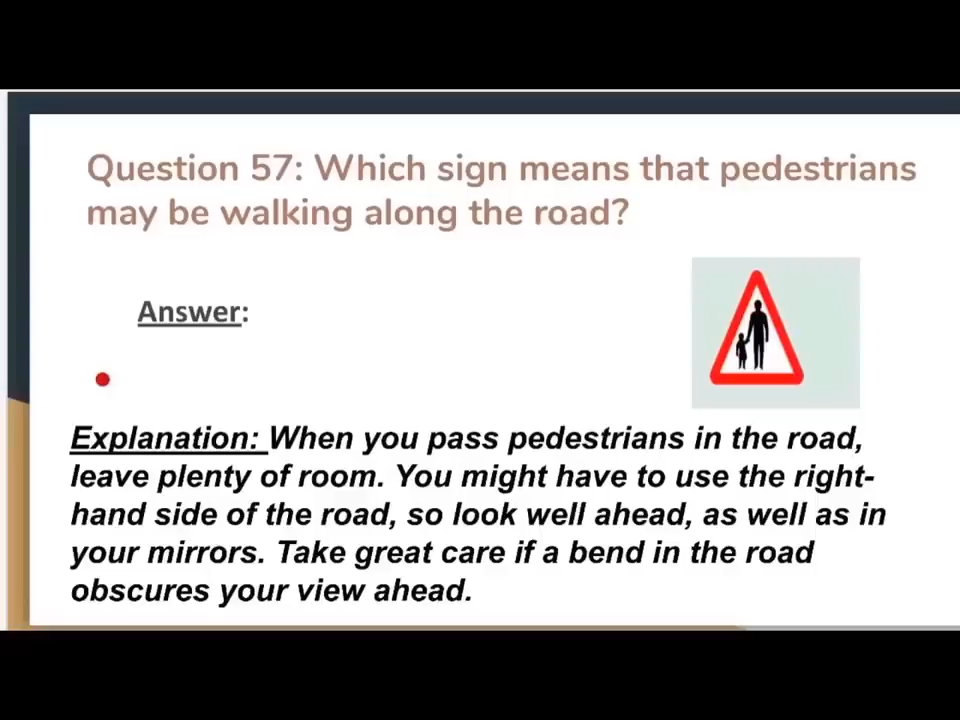 Question 57: Which sign means that pedestrians
may be walking along the road?
Answer:
Explanation: When you pass pedestrians in the road,
leave plenty of room. You might have to use the right-
hand side of the road, so look well ahead, as well as in
your mirrors. Take great care if a bend in the road
obscures your view ahead.